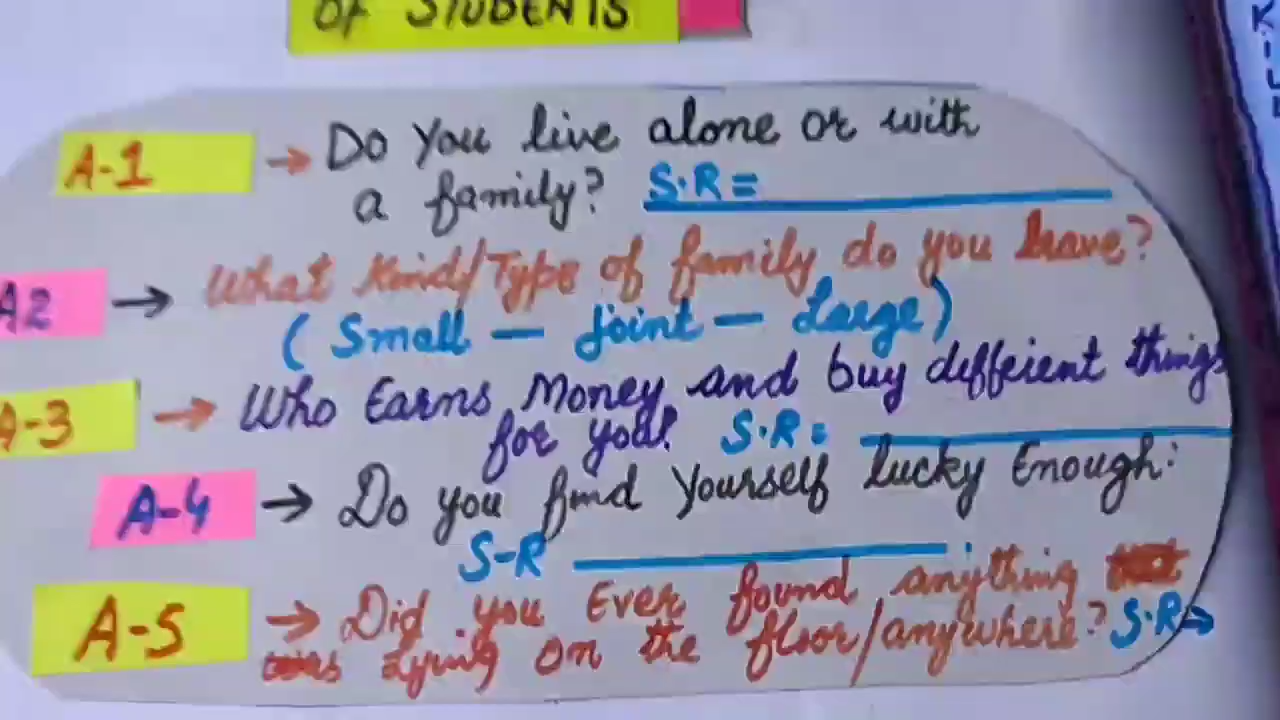 OF STUDENTS
A-1 → Do You live alone or with
a family? S.R =
A2 → What Kind/Type of family do you have?
( Small — joint — Large )
A-3 → Who Earns Money and buy deffeient things
for you? S.R =
A-4 → Do you find Yourself lucky Enough:
S-R
A-5 → Did you Ever found anything
lying on the floor/anywhere? S.R →